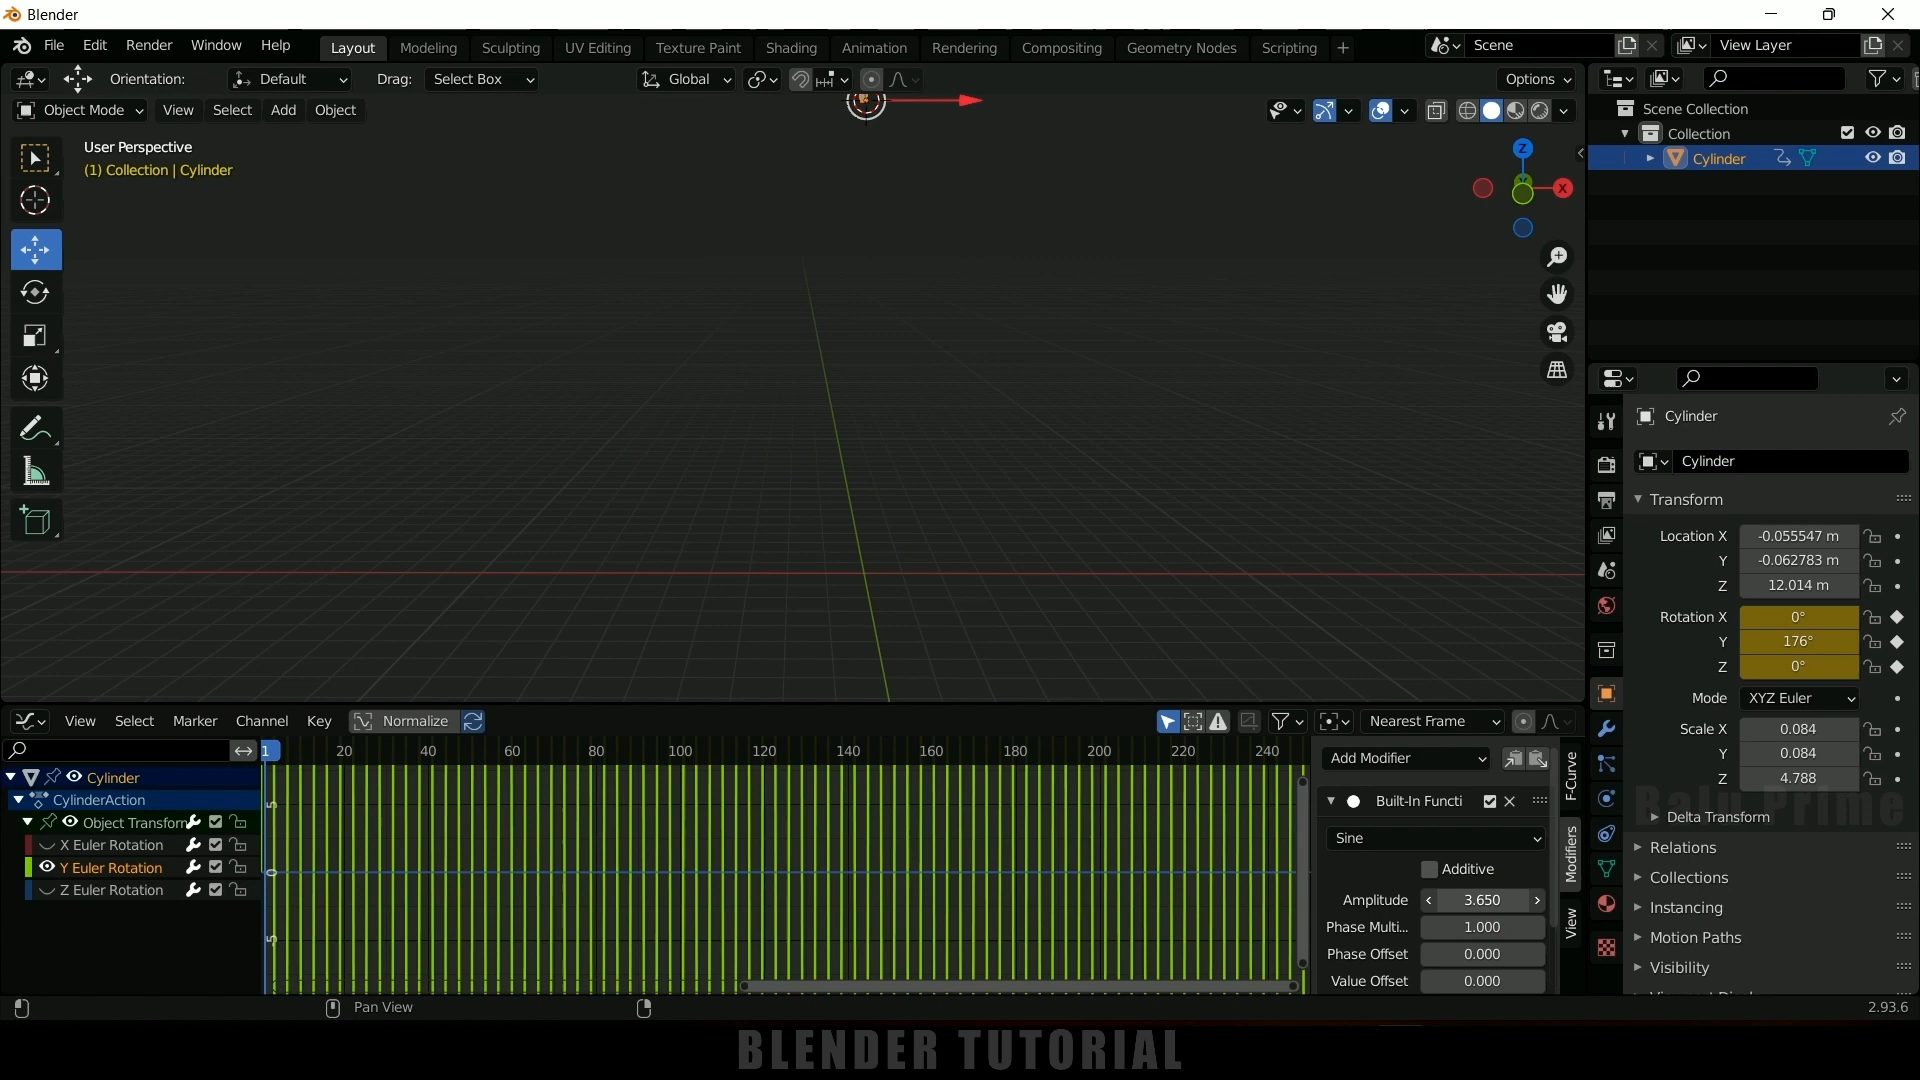 Blender
File Edit Render Window Help Layout Modeling Sculpting UV Editing Texture Paint Shading Animation Rendering Compositing Geometry Nodes Scripting + Scene View Layer
Orientation: Default Drag: Select Box Global Options
Object Mode View Select Add Object
User Perspective
(1) Collection | Cylinder
Z
X
Scene Collection
Collection
Cylinder
Cylinder
Cylinder
Transform
Location X -0.055547 m
Y -0.062783 m
Z 12.014 m
Rotation X 0°
Y 176°
Z 0°
Mode XYZ Euler
Scale X 0.084
Y 0.084
Z 4.788
Balu Prime
Delta Transform
Relations
Collections
Instancing
Motion Paths
Visibility
View Select Marker Channel Key Normalize Nearest Frame
1 20 40 60 80 100 120 140 160 180 200 220 240
Cylinder
CylinderAction
Object Transform
X Euler Rotation
Y Euler Rotation
Z Euler Rotation
5
0
-5
Add Modifier
Built-In Functi
Sine
Additive
Amplitude 3.650
Phase Multi... 1.000
Phase Offset 0.000
Value Offset 0.000
F-Curve
Modifiers
View
Pan View
2.93.6
BLENDER TUTORIAL